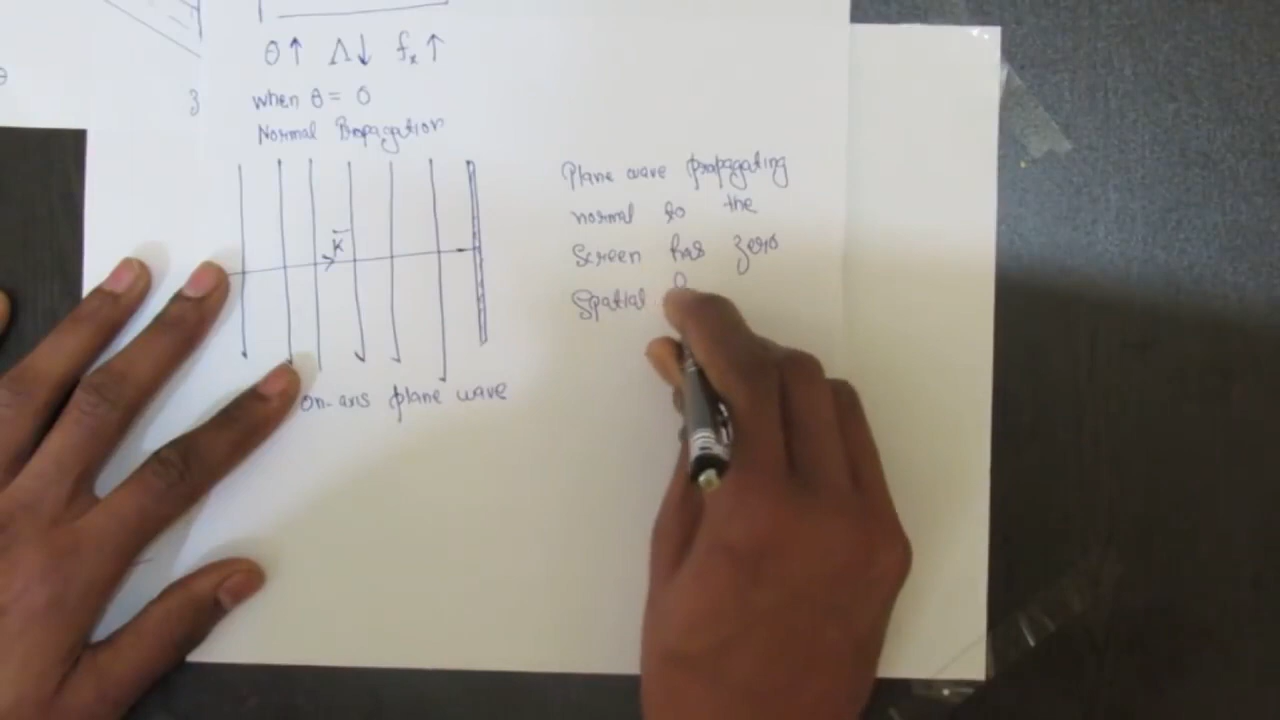 θ↑ Λ↓ fx↑
θ
3
when θ = 0
Normal Propagation
K
on-axis plane wave
Plane wave propagating
normal to the
screen has zero
Spatial f